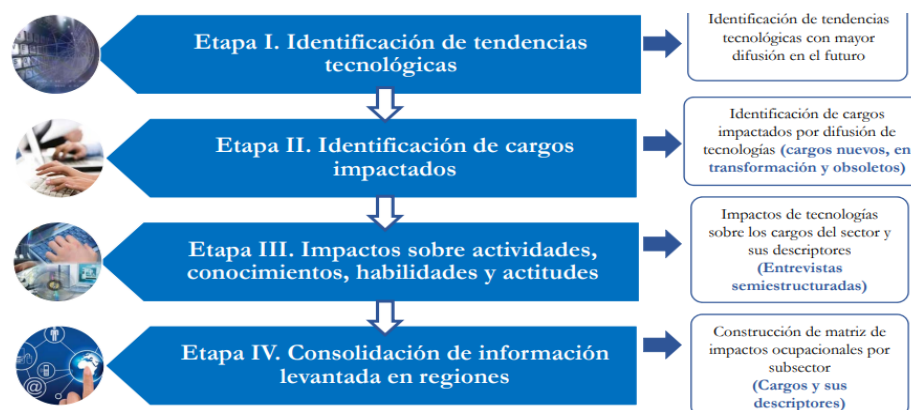 Etapa I. Identificación de tendencias
tecnológicas
Identificación de tendencias
tecnológicas con mayor
difusión en el futuro
Etapa II. Identificación de cargos
impactados
Identificación de cargos
impactados por difusión de
tecnologías (cargos nuevos, en
transformación y obsoletos)
Etapa III. Impactos sobre actividades,
conocimientos, habilidades y actitudes
Impactos de tecnologías
sobre los cargos del sector y
sus descriptores
(Entrevistas
semiestructuradas)
Etapa IV. Consolidación de información
levantada en regiones
Construcción de matriz de
impactos ocupacionales por
subsector
(Cargos y sus
descriptores)